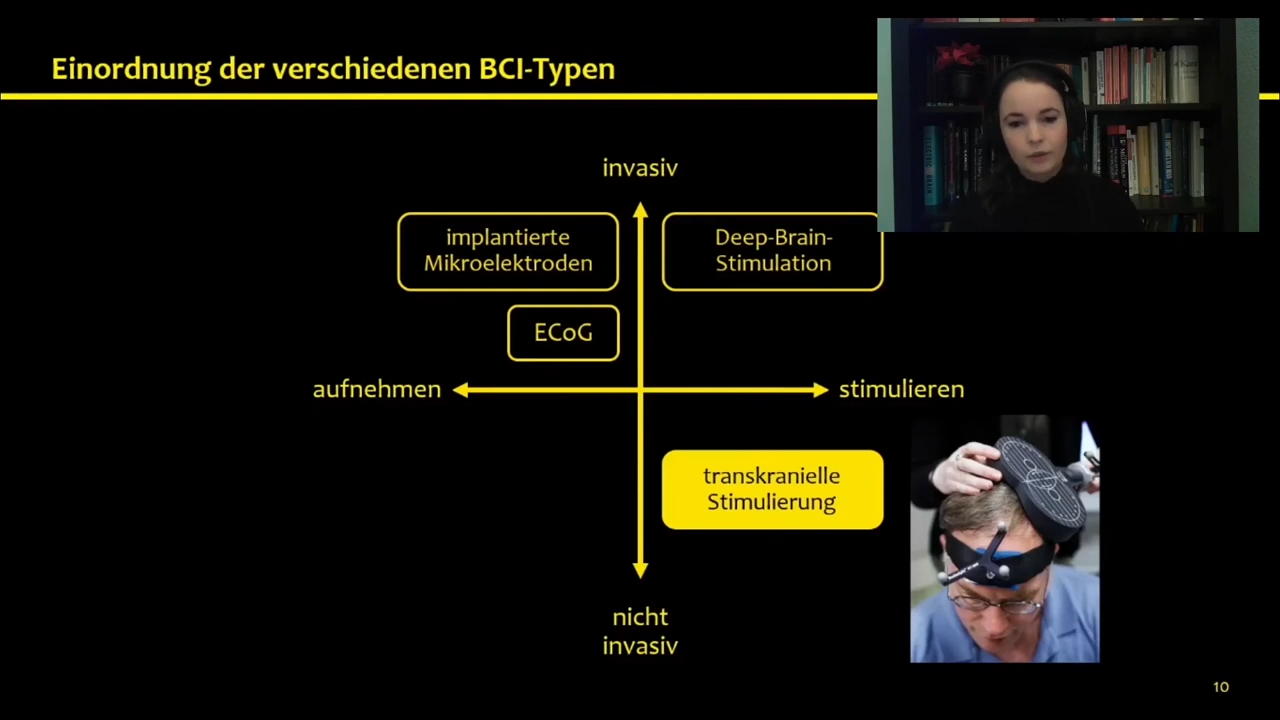 Einordnung der verschiedenen BCI-Typen
invasiv
implantierte
Mikroelektroden
Deep-Brain-
Stimulation
ECoG
aufnehmen
stimulieren
transkranielle
Stimulierung
nicht
invasiv
10